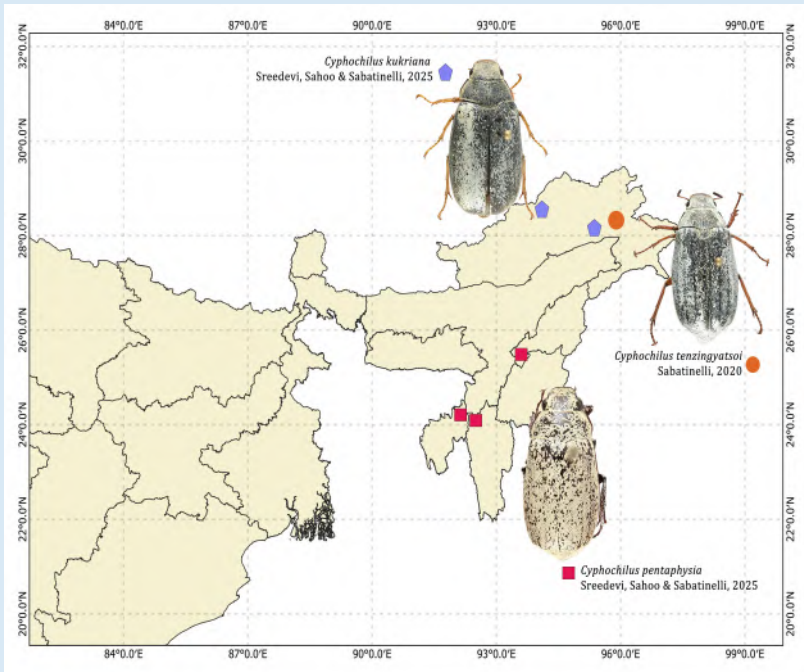 84°0.0'E 87°0.0'E 90°0.0'E 93°0.0'E 96°0.0'E 99°0.0'E
32°0.0'N 32°0.0'N
Cyphochilus kukriana
Sreedevi, Sahoo & Sabatinelli, 2025
30°0.0'N 30°0.0'N
28°0.0'N 28°0.0'N
26°0.0'N 26°0.0'N
Cyphochilus tenzingyatsoi
Sabatinelli, 2020
24°0.0'N 24°0.0'N
22°0.0'N 22°0.0'N
Cyphochilus pentaphysia
Sreedevi, Sahoo & Sabatinelli, 2025
20°0.0'N 20°0.0'N
84°0.0'E 87°0.0'E 90°0.0'E 93°0.0'E 96°0.0'E 99°0.0'E